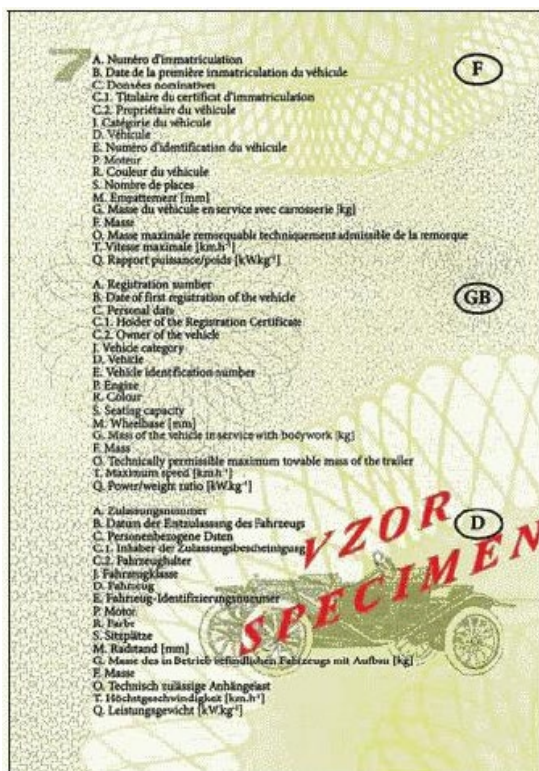 7
F
A. Numéro d'immatriculation
B. Date de la première immatriculation du véhicule
C. Données nominatives
C.1. Titulaire du certificat d'immatriculation
C.2. Propriétaire du véhicule
J. Catégorie du véhicule
D. Véhicule
E. Numéro d'identification du véhicule
P. Moteur
R. Couleur du véhicule
S. Nombre de places
M. Empattement [mm]
G. Masse du véhicule en service avec carrosserie [kg]
F. Masse
O. Masse maximale remorquable techniquement admissible de la remorque
T. Vitesse maximale [km.h⁻¹]
Q. Rapport puissance/poids [kW.kg⁻¹]
GB
A. Registration number
B. Date of first registration of the vehicle
C. Personal date
C.1. Holder of the Registration Certificate
C.2. Owner of the vehicle
J. Vehicle category
D. Vehicle
E. Vehicle identification number
P. Engine
R. Colour
S. Seating capacity
M. Wheelbase [mm]
G. Mass of the vehicle in service with bodywork [kg]
F. Mass
O. Technically permissible maximum towable mass of the trailer
T. Maximum speed [km.h⁻¹]
Q. Power/weight ratio [kW.kg⁻¹]
D
A. Zulassungsnummer
B. Datum der Erstzulassung des Fahrzeugs
C. Personenbezogene Daten
C.1. Inhaber der Zulassungsbescheinigung
C.2. Fahrzeughalter
J. Fahrzeugklasse
D. Fahrzeug
E. Fahrzeug-Identifizierungsnummer
P. Motor
R. Farbe
S. Sitzplätze
M. Radstand [mm]
G. Masse des in Betrieb befindlichen Fahrzeugs mit Aufbau [kg]
F. Masse
O. Technisch zulässige Anhängelast
T. Höchstgeschwindigkeit [km.h⁻¹]
Q. Leistungsgewicht [kW.kg⁻¹]
VZOR
SPECIMEN